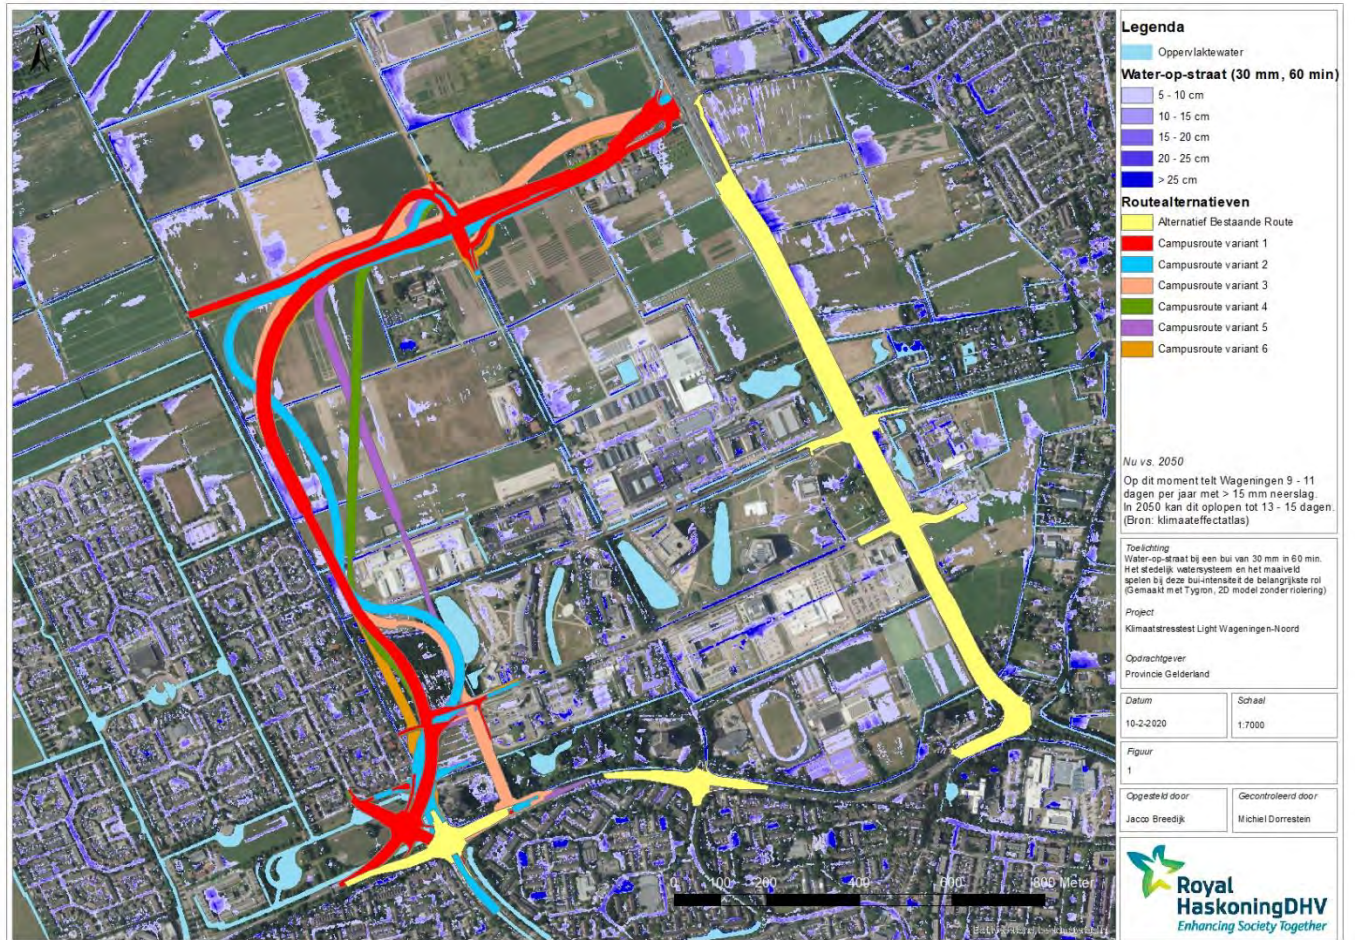 N
Legenda
Oppervlaktewater
Water-op-straat (30 mm, 60 min)
5 - 10 cm
10 - 15 cm
15 - 20 cm
20 - 25 cm
> 25 cm
Routealternatieven
Alternatief Bestaande Route
Campusroute variant 1
Campusroute variant 2
Campusroute variant 3
Campusroute variant 4
Campusroute variant 5
Campusroute variant 6
Nu vs. 2050
Op dit moment telt Wageningen 9 - 11
dagen per jaar met > 15 mm neerslag.
In 2050 kan dit oplopen tot 13 - 15 dagen.
(Bron: klimaateffectatlas)
Toelichting
Water-op-straat bij een bui van 30 mm in 60 min.
Het stedelijk watersysteem en het maaiveld
spelen bij deze bui-intensiteit de belangrijkste rol
(Gemaakt met Tygron, 2D model zonder riolering)
Project
Klimaatstresstest Light Wageningen-Noord
Opdrachtgever
Provincie Gelderland
Datum
10-2-2020
Schaal
1:7000
Figuur
1
Opgesteld door
Jacco Breedijk
Gecontroleerd door
Michiel Dorrestein
0 100 200 400 600 800 Meter
Royal
HaskoningDHV
Enhancing Society Together